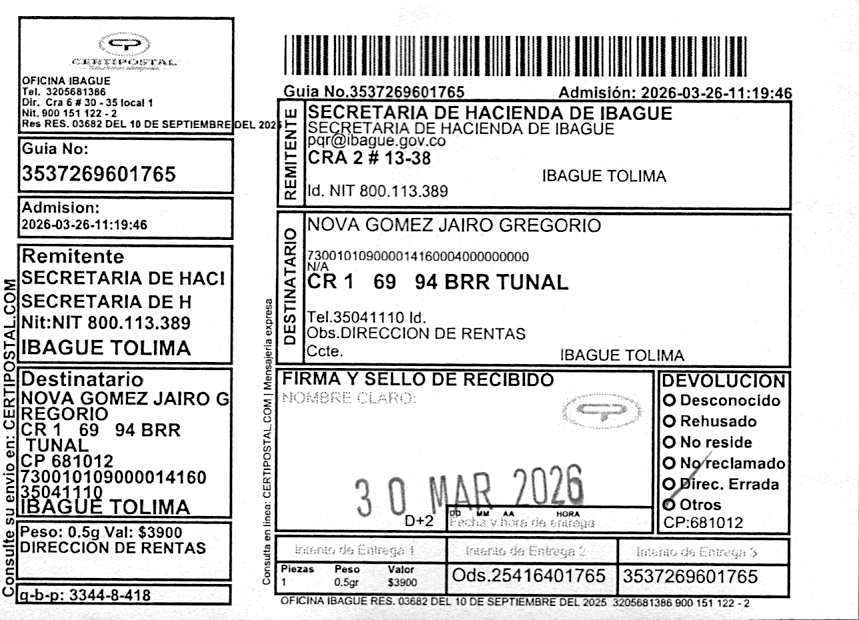 CERTIPOSTAL
OFICINA IBAGUE
Tel. 3205681386
Dir. Cra 6 # 30 - 35 local 1
Nit. 900 151 122 - 2
Res RES. 03682 DEL 10 DE SEPTIEMBRE DEL 2025
Guia No:
3537269601765
Admision:
2026-03-26-11:19:46
Remitente
SECRETARIA DE HACI
SECRETARIA DE H
Nit:NIT 800.113.389
IBAGUE TOLIMA
Destinatario
NOVA GOMEZ JAIRO G
REGORIO
CR 1 69 94 BRR
TUNAL
CP 681012
730010109000014160
35041110
IBAGUE TOLIMA
Peso: 0.5g Val: $3900
DIRECCION DE RENTAS
q-b-p: 3344-8-418
Consulte su envio en: CERTIPOSTAL.COM
Guia No.3537269601765 Admisión: 2026-03-26-11:19:46
REMITENTE
SECRETARIA DE HACIENDA DE IBAGUE
SECRETARIA DE HACIENDA DE IBAGUE
pqr@ibague.gov.co
CRA 2 # 13-38
IBAGUE TOLIMA
Id. NIT 800.113.389
DESTINATARIO
NOVA GOMEZ JAIRO GREGORIO
730010109000014160004000000000
N/A
CR 1 69 94 BRR TUNAL
Tel.35041110 Id.
Obs.DIRECCION DE RENTAS
Ccte.
IBAGUE TOLIMA
Consulta en linea: CERTIPOSTAL.COM | Mensajeria expresa
FIRMA Y SELLO DE RECIBIDO
NOMBRE CLARO:
30 MAR 2026
D+2
DD MM AA HORA
Fecha y hora de entrega
DEVOLUCION
Desconocido
Rehusado
No reside
No reclamado
Direc. Errada
Otros
CP:681012
Intento de Entrega 1 Intento de Entrega 2 Intento de Entrega 3
Piezas Peso Valor
1 0.5gr $3900
Ods.25416401765
3537269601765
OFICINA IBAGUE RES. 03682 DEL 10 DE SEPTIEMBRE DEL 2025 3205681386 900 151 122 - 2